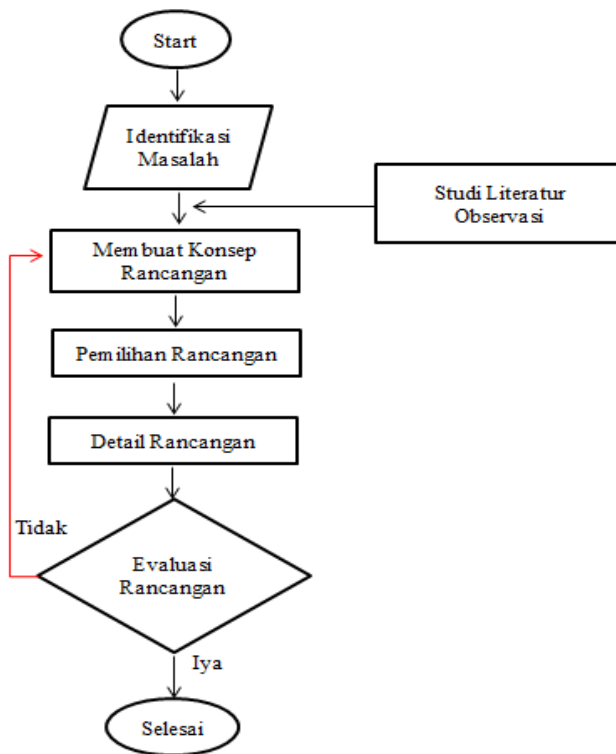 Start
Identifikasi
Masalah
Studi Literatur
Observasi
Membuat Konsep
Rancangan
Pemilihan Rancangan
Detail Rancangan
Tidak
Evaluasi
Rancangan
Iya
Selesai